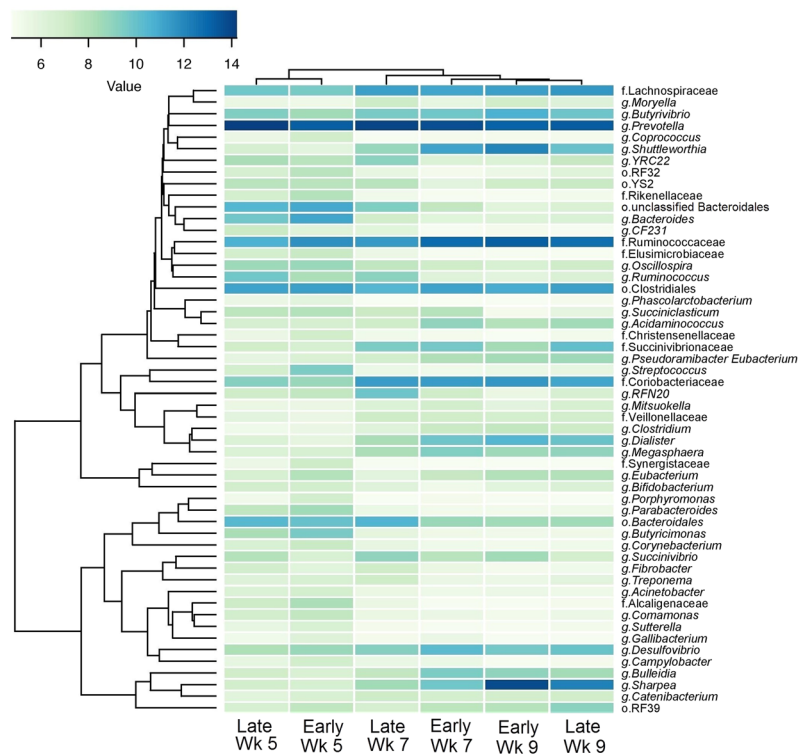 6 8 10 12 14
Value
f.Lachnospiraceae
g.Moryella
g.Butyrivibrio
g.Prevotella
g.Coprococcus
g.Shuttleworthia
g.YRC22
o.RF32
o.YS2
f.Rikenellaceae
o.unclassified Bacteroidales
g.Bacteroides
g.CF231
f.Ruminococcaceae
f.Elusimicrobiaceae
g.Oscillospira
g.Ruminococcus
o.Clostridiales
g.Phascolarctobacterium
g.Succiniclasticum
g.Acidaminococcus
f.Christensenellaceae
f.Succinivibrionaceae
g.Pseudoramibacter Eubacterium
g.Streptococcus
f.Coriobacteriaceae
g.RFN20
g.Mitsuokella
f.Veillonellaceae
g.Clostridium
g.Dialister
g.Megasphaera
f.Synergistaceae
g.Eubacterium
g.Bifidobacterium
g.Porphyromonas
g.Parabacteroides
o.Bacteroidales
g.Butyricimonas
g.Corynebacterium
g.Succinivibrio
g.Fibrobacter
g.Treponema
g.Acinetobacter
f.Alcaligenaceae
g.Comamonas
g.Sutterella
g.Gallibacterium
g.Desulfovibrio
g.Campylobacter
g.Bulleidia
g.Sharpea
g.Catenibacterium
o.RF39
Late Early Late Early Early Late
Wk 5 Wk 5 Wk 7 Wk 7 Wk 9 Wk 9